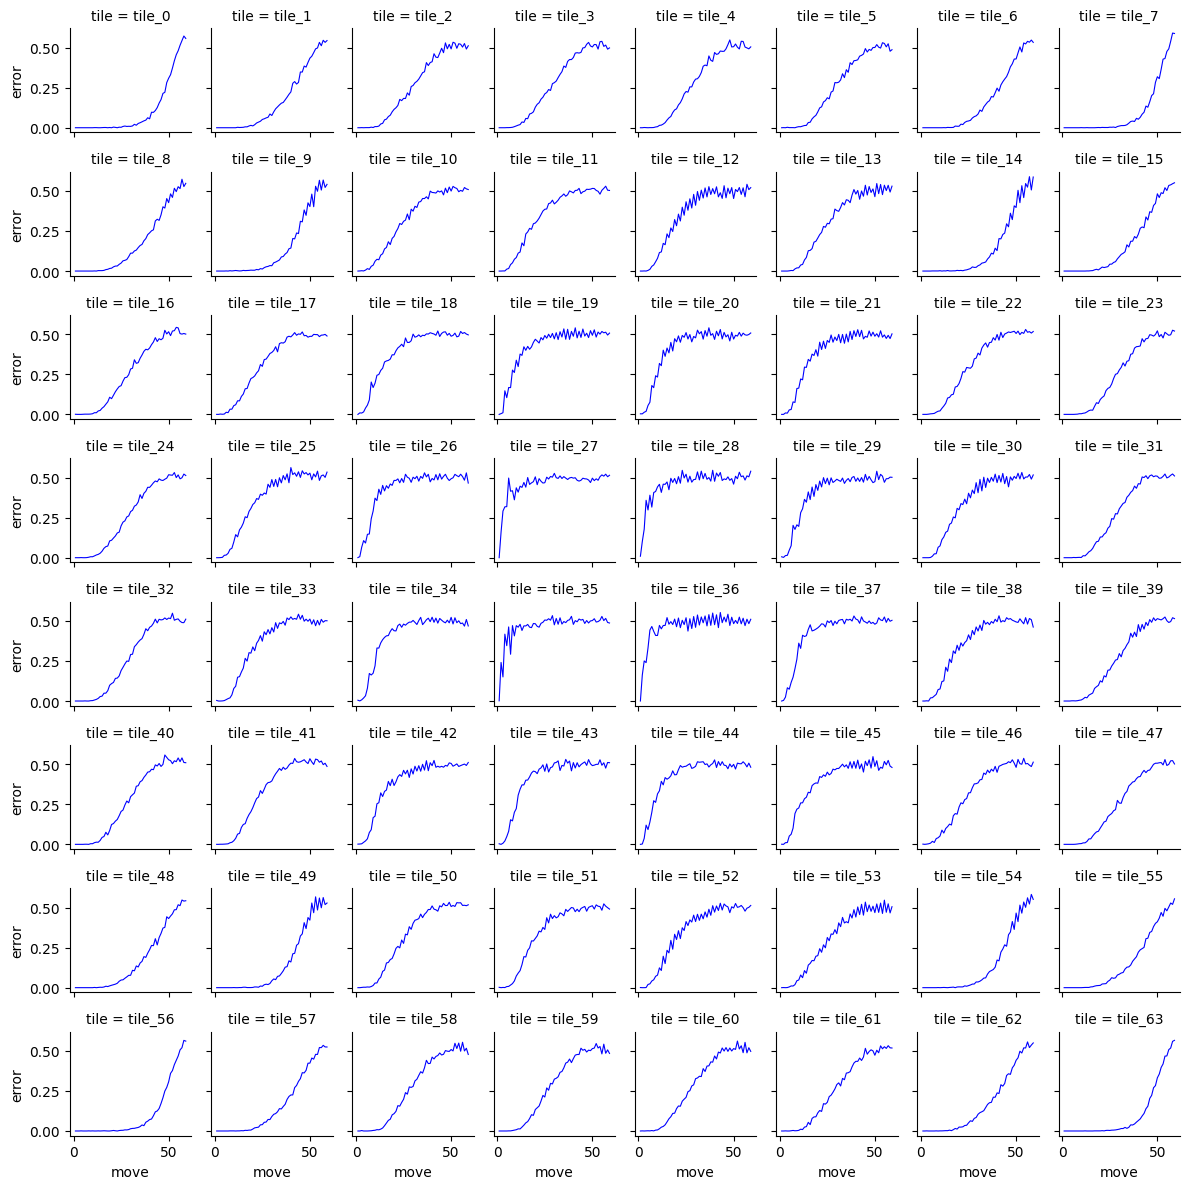 tile = tile_0 tile = tile_1 tile = tile_2 tile = tile_3 tile = tile_4 tile = tile_5 tile = tile_6 tile = tile_7
0.50
0.25
0.00
error
tile = tile_8 tile = tile_9 tile = tile_10 tile = tile_11 tile = tile_12 tile = tile_13 tile = tile_14 tile = tile_15
0.50
0.25
0.00
error
tile = tile_16 tile = tile_17 tile = tile_18 tile = tile_19 tile = tile_20 tile = tile_21 tile = tile_22 tile = tile_23
0.50
0.25
0.00
error
tile = tile_24 tile = tile_25 tile = tile_26 tile = tile_27 tile = tile_28 tile = tile_29 tile = tile_30 tile = tile_31
0.50
0.25
0.00
error
tile = tile_32 tile = tile_33 tile = tile_34 tile = tile_35 tile = tile_36 tile = tile_37 tile = tile_38 tile = tile_39
0.50
0.25
0.00
error
tile = tile_40 tile = tile_41 tile = tile_42 tile = tile_43 tile = tile_44 tile = tile_45 tile = tile_46 tile = tile_47
0.50
0.25
0.00
error
tile = tile_48 tile = tile_49 tile = tile_50 tile = tile_51 tile = tile_52 tile = tile_53 tile = tile_54 tile = tile_55
0.50
0.25
0.00
error
tile = tile_56 tile = tile_57 tile = tile_58 tile = tile_59 tile = tile_60 tile = tile_61 tile = tile_62 tile = tile_63
0.50
0.25
0.00
error
0 50 0 50 0 50 0 50 0 50 0 50 0 50 0 50
move move move move move move move move